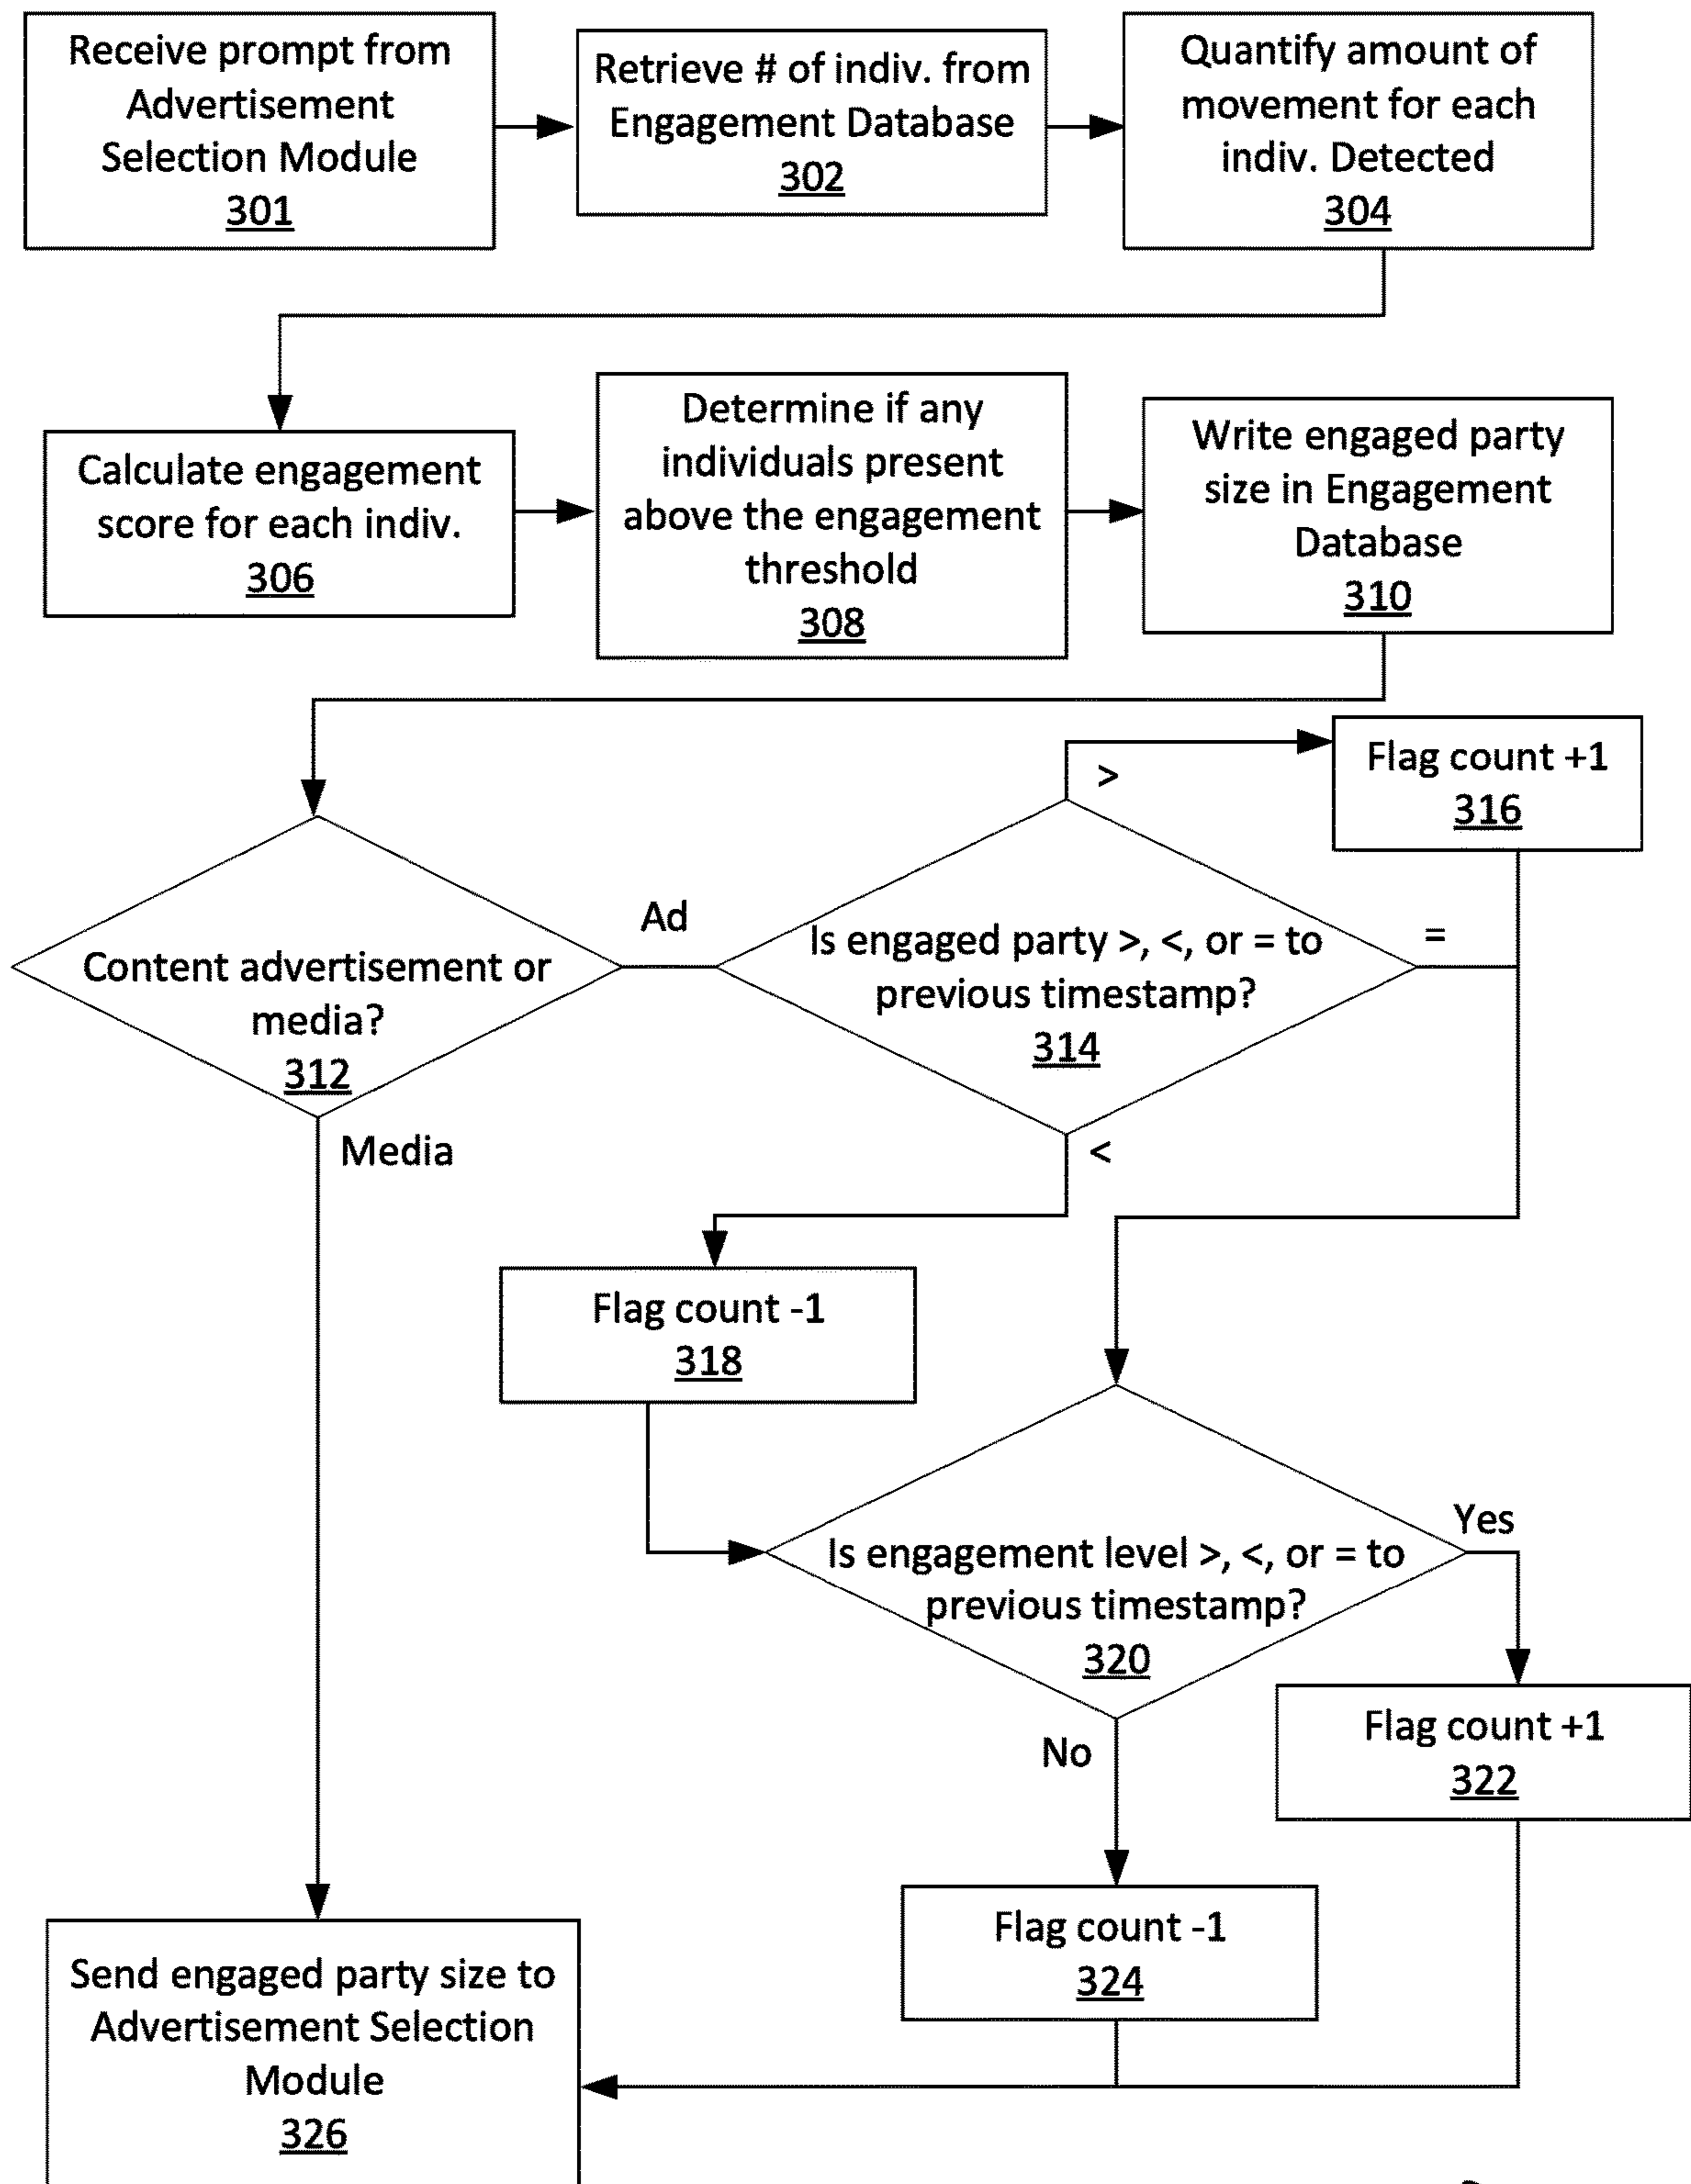 Receive prompt from
Advertisement
Selection Module
301
Retrieve # of indiv. from
Engagement Database
302
Quantify amount of
movement for each
indiv. Detected
304
Calculate engagement
score for each indiv.
306
Determine if any
individuals present
above the engagement
threshold
308
Write engaged party
size in Engagement
Database
310
>
Flag count +1
316
Content advertisement or
media?
312
Ad
Is engaged party >, <, or = to
previous timestamp?
314
=
Media
<
Flag count -1
318
Is engagement level >, <, or = to
previous timestamp?
320
Yes
No
Flag count +1
322
Flag count -1
324
Send engaged party size to
Advertisement Selection
Module
326